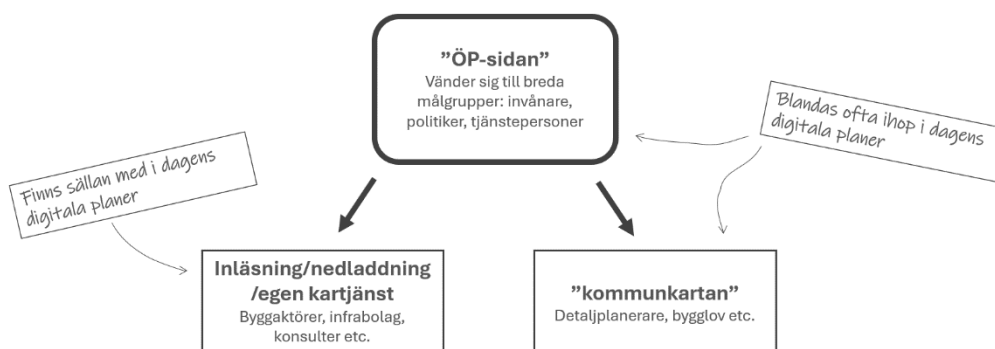 ”ÖP-sidan”
Vänder sig till breda
målgrupper: invånare,
politiker, tjänstepersoner
Blandas ofta ihop i dagens
digitala planer
Finns sällan med i dagens
digitala planer
Inläsning/nedladdning
/egen kartjänst
Byggaktörer, infrabolag,
konsulter etc.
”kommunkartan”
Detaljplanerare, bygglov etc.